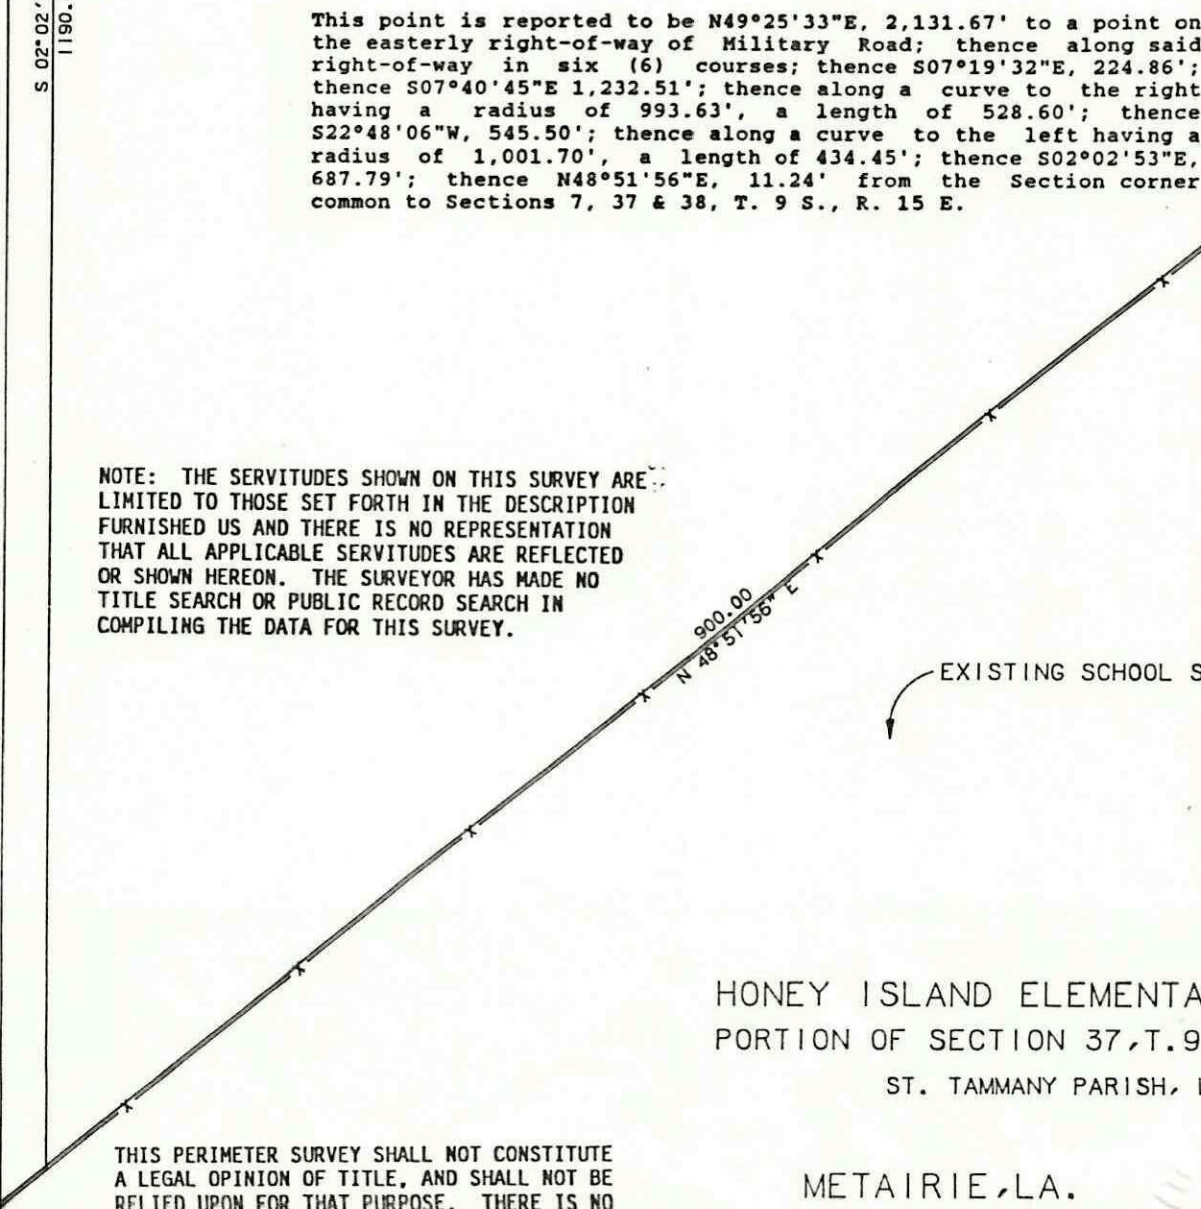 S 02°02'
1190.
This point is reported to be N49°25'33"E, 2,131.67' to a point on
the easterly right-of-way of Military Road; thence along said
right-of-way in six (6) courses; thence S07°19'32"E, 224.86';
thence S07°40'45"E 1,232.51'; thence along a curve to the right
having a radius of 993.63', a length of 528.60'; thence
S22°48'06"W, 545.50'; thence along a curve to the left having a
radius of 1,001.70', a length of 434.45'; thence S02°02'53"E,
687.79'; thence N48°51'56"E, 11.24' from the Section corner
common to Sections 7, 37 & 38, T. 9 S., R. 15 E.
NOTE: THE SERVITUDES SHOWN ON THIS SURVEY ARE
LIMITED TO THOSE SET FORTH IN THE DESCRIPTION
FURNISHED US AND THERE IS NO REPRESENTATION
THAT ALL APPLICABLE SERVITUDES ARE REFLECTED
OR SHOWN HEREON. THE SURVEYOR HAS MADE NO
TITLE SEARCH OR PUBLIC RECORD SEARCH IN
COMPILING THE DATA FOR THIS SURVEY.
900.00
N 48°51'56" E
EXISTING SCHOOL S
HONEY ISLAND ELEMENTA
PORTION OF SECTION 37,T.9
ST. TAMMANY PARISH,
THIS PERIMETER SURVEY SHALL NOT CONSTITUTE
A LEGAL OPINION OF TITLE, AND SHALL NOT BE
RELIED UPON FOR THAT PURPOSE. THERE IS NO
METAIRIE,LA.